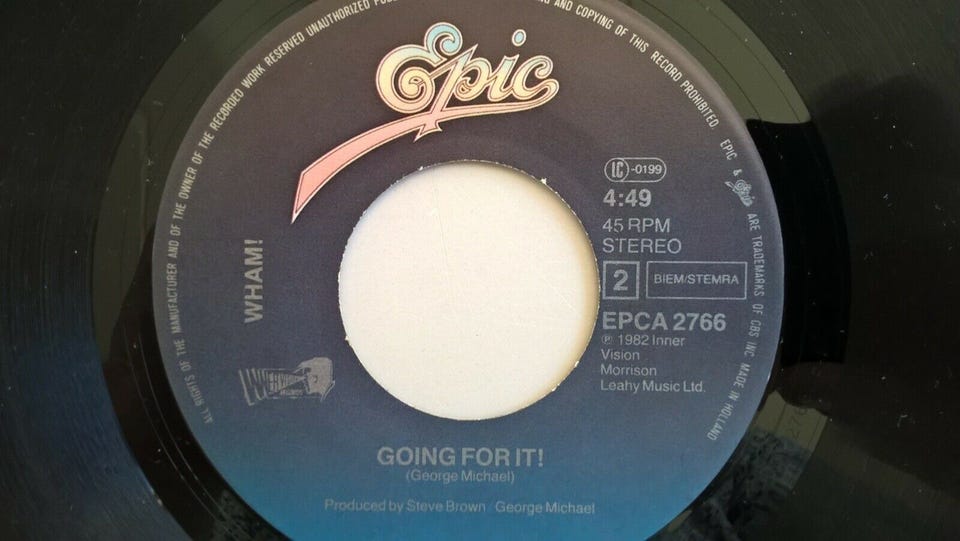 ALL RIGHTS OF THE MANUFACTURER AND OF THE OWNER OF THE RECORDED WORK RESERVED UNAUTHORIZED
AND COPYING OF THIS RECORD PROHIBITED. EPIC & Epic ARE TRADEMARKS OF CBS INC. MADE IN HOLLAND
Epic
LC-0199
4:49
45 RPM
STEREO
2 BIEM/STEMRA
EPCA 2766
℗ 1982 Inner
Vision
Morrison
Leahy Music Ltd.
WHAM!
INNERVISION
RECORDS
GOING FOR IT!
(George Michael)
Produced by Steve Brown George Michael